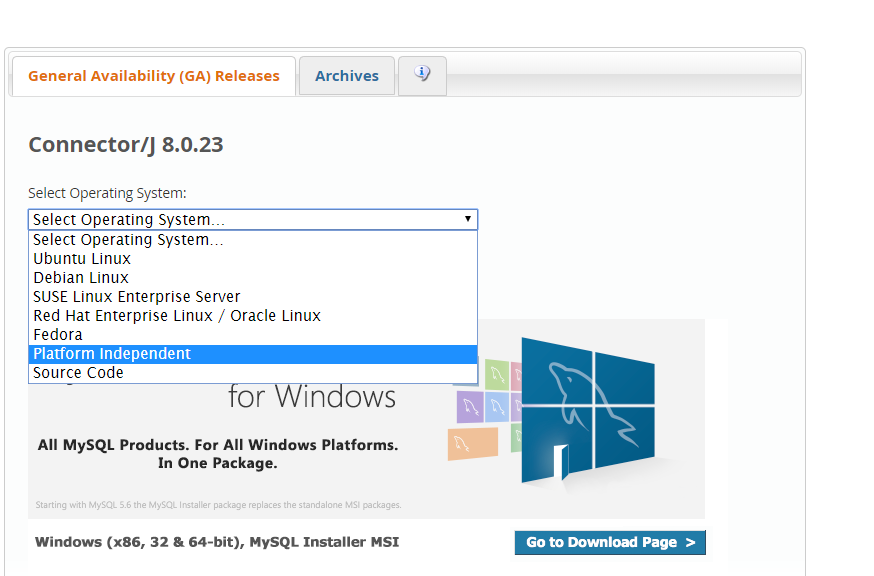 General Availability (GA) Releases
Archives
Connector/J 8.0.23
Select Operating System:
Select Operating System...
Select Operating System...
Ubuntu Linux
Debian Linux
SUSE Linux Enterprise Server
Red Hat Enterprise Linux / Oracle Linux
Fedora
Platform Independent
Source Code
for Windows
All MySQL Products. For All Windows Platforms.
In One Package.
Starting with MySQL 5.6 the MySQL Installer package replaces the standalone MSI packages.
Windows (x86, 32 & 64-bit), MySQL Installer MSI
Go to Download Page >